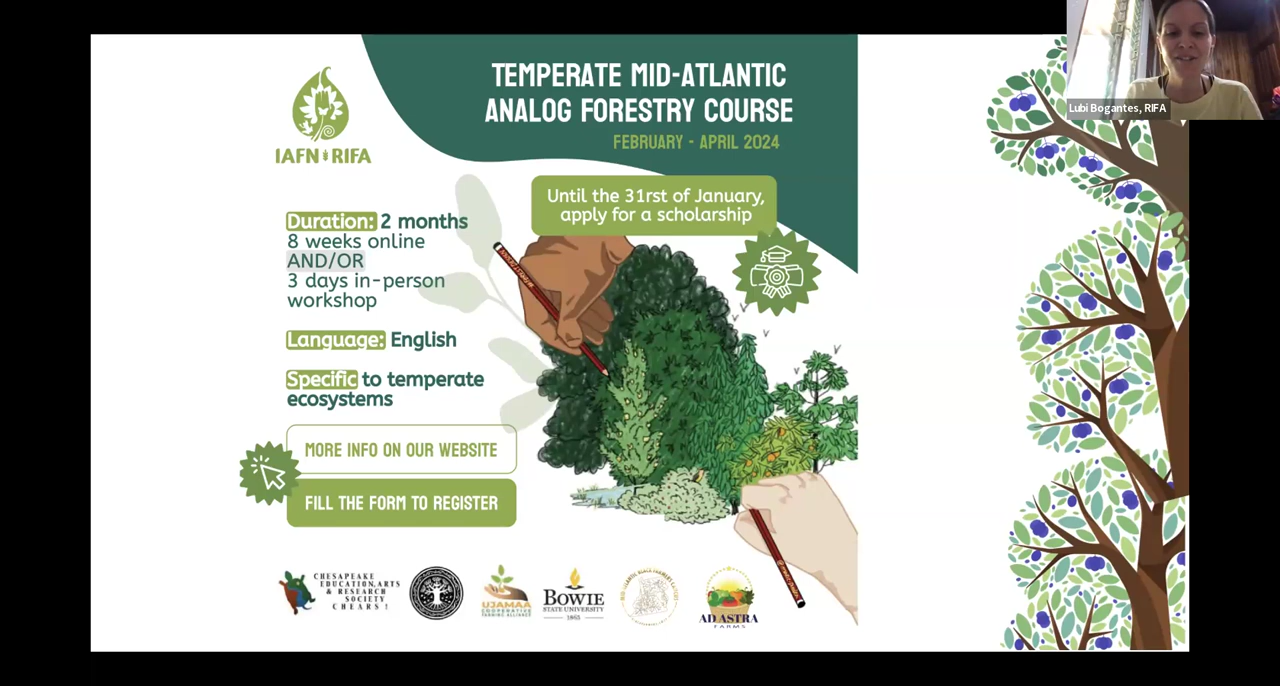 Lubi Bogantes, RIFA
TEMPERATE MID-ATLANTIC
ANALOG FORESTRY COURSE
FEBRUARY - APRIL 2024
IAFN RIFA
Until the 31rst of January,
apply for a scholarship
Duration: 2 months
8 weeks online
AND/OR
3 days in-person
workshop
Language: English
Specific to temperate
ecosystems
MORE INFO ON OUR WEBSITE
FILL THE FORM TO REGISTER
CHESAPEAKE
EDUCATION, ARTS
& RESEARCH
SOCIETY
CHEARS!
UJAMAA
COOPERATIVE
FARMING ALLIANCE
BOWIE
STATE UNIVERSITY
1865
AD ASTRA
FARMS